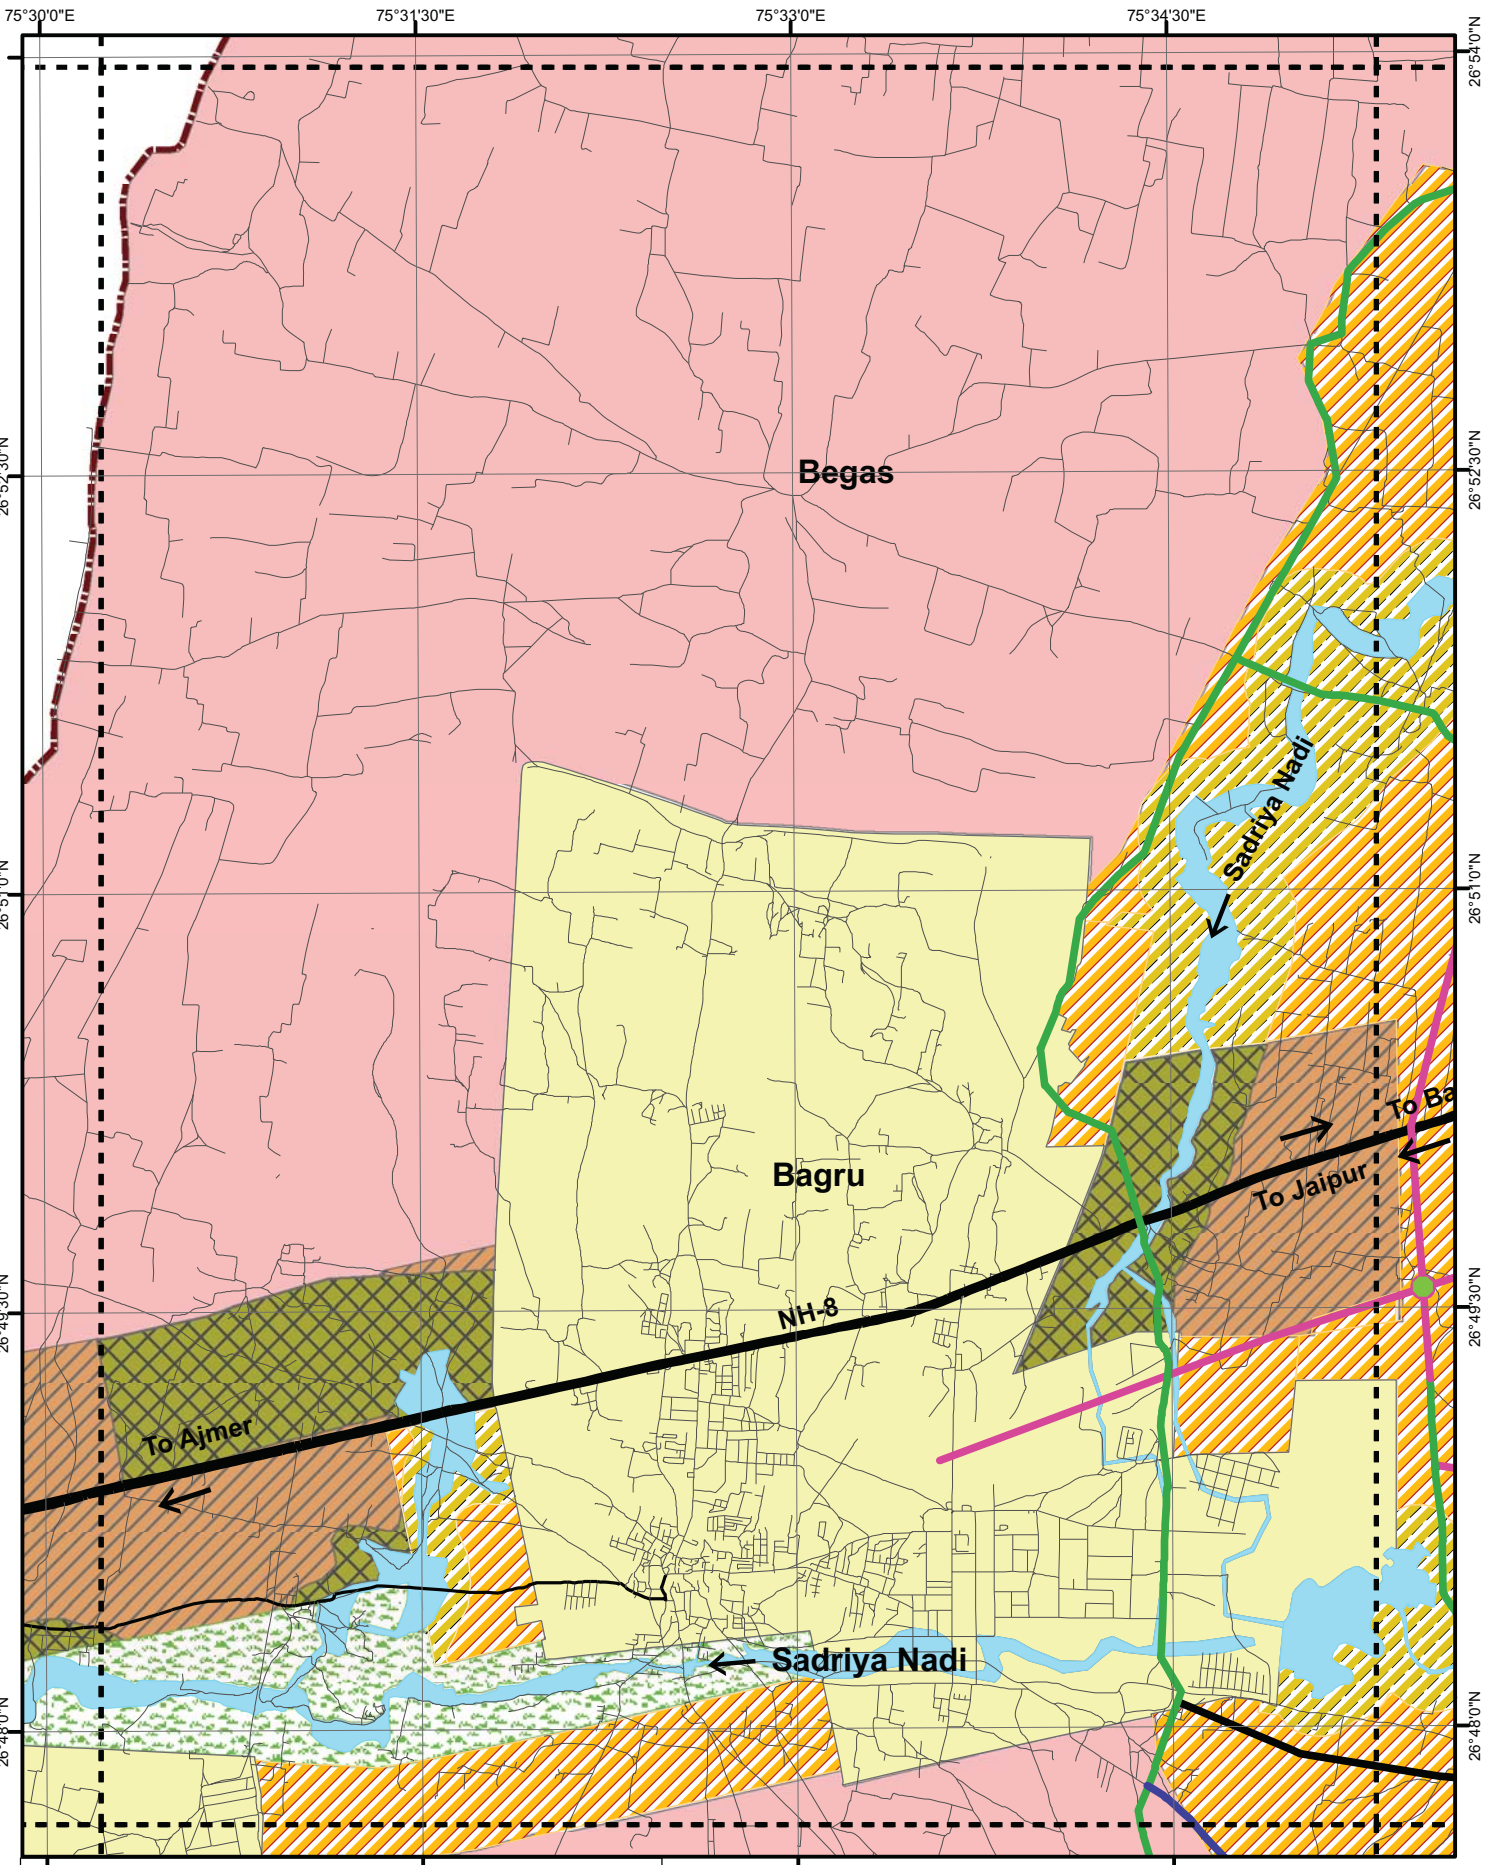 75°30'0"E
75°31'30"E
75°33'0"E
75°34'30"E
26°54'0"N
26°52'30"N
26°52'30"N
Begas
Sadriya Nadi
26°51'0"N
26°51'0"N
To Ba
Bagru
To Jaipur
NH-8
26°49'30"N
26°49'30"N
To Ajmer
Sadriya Nadi
26°48'0"N
26°48'0"N